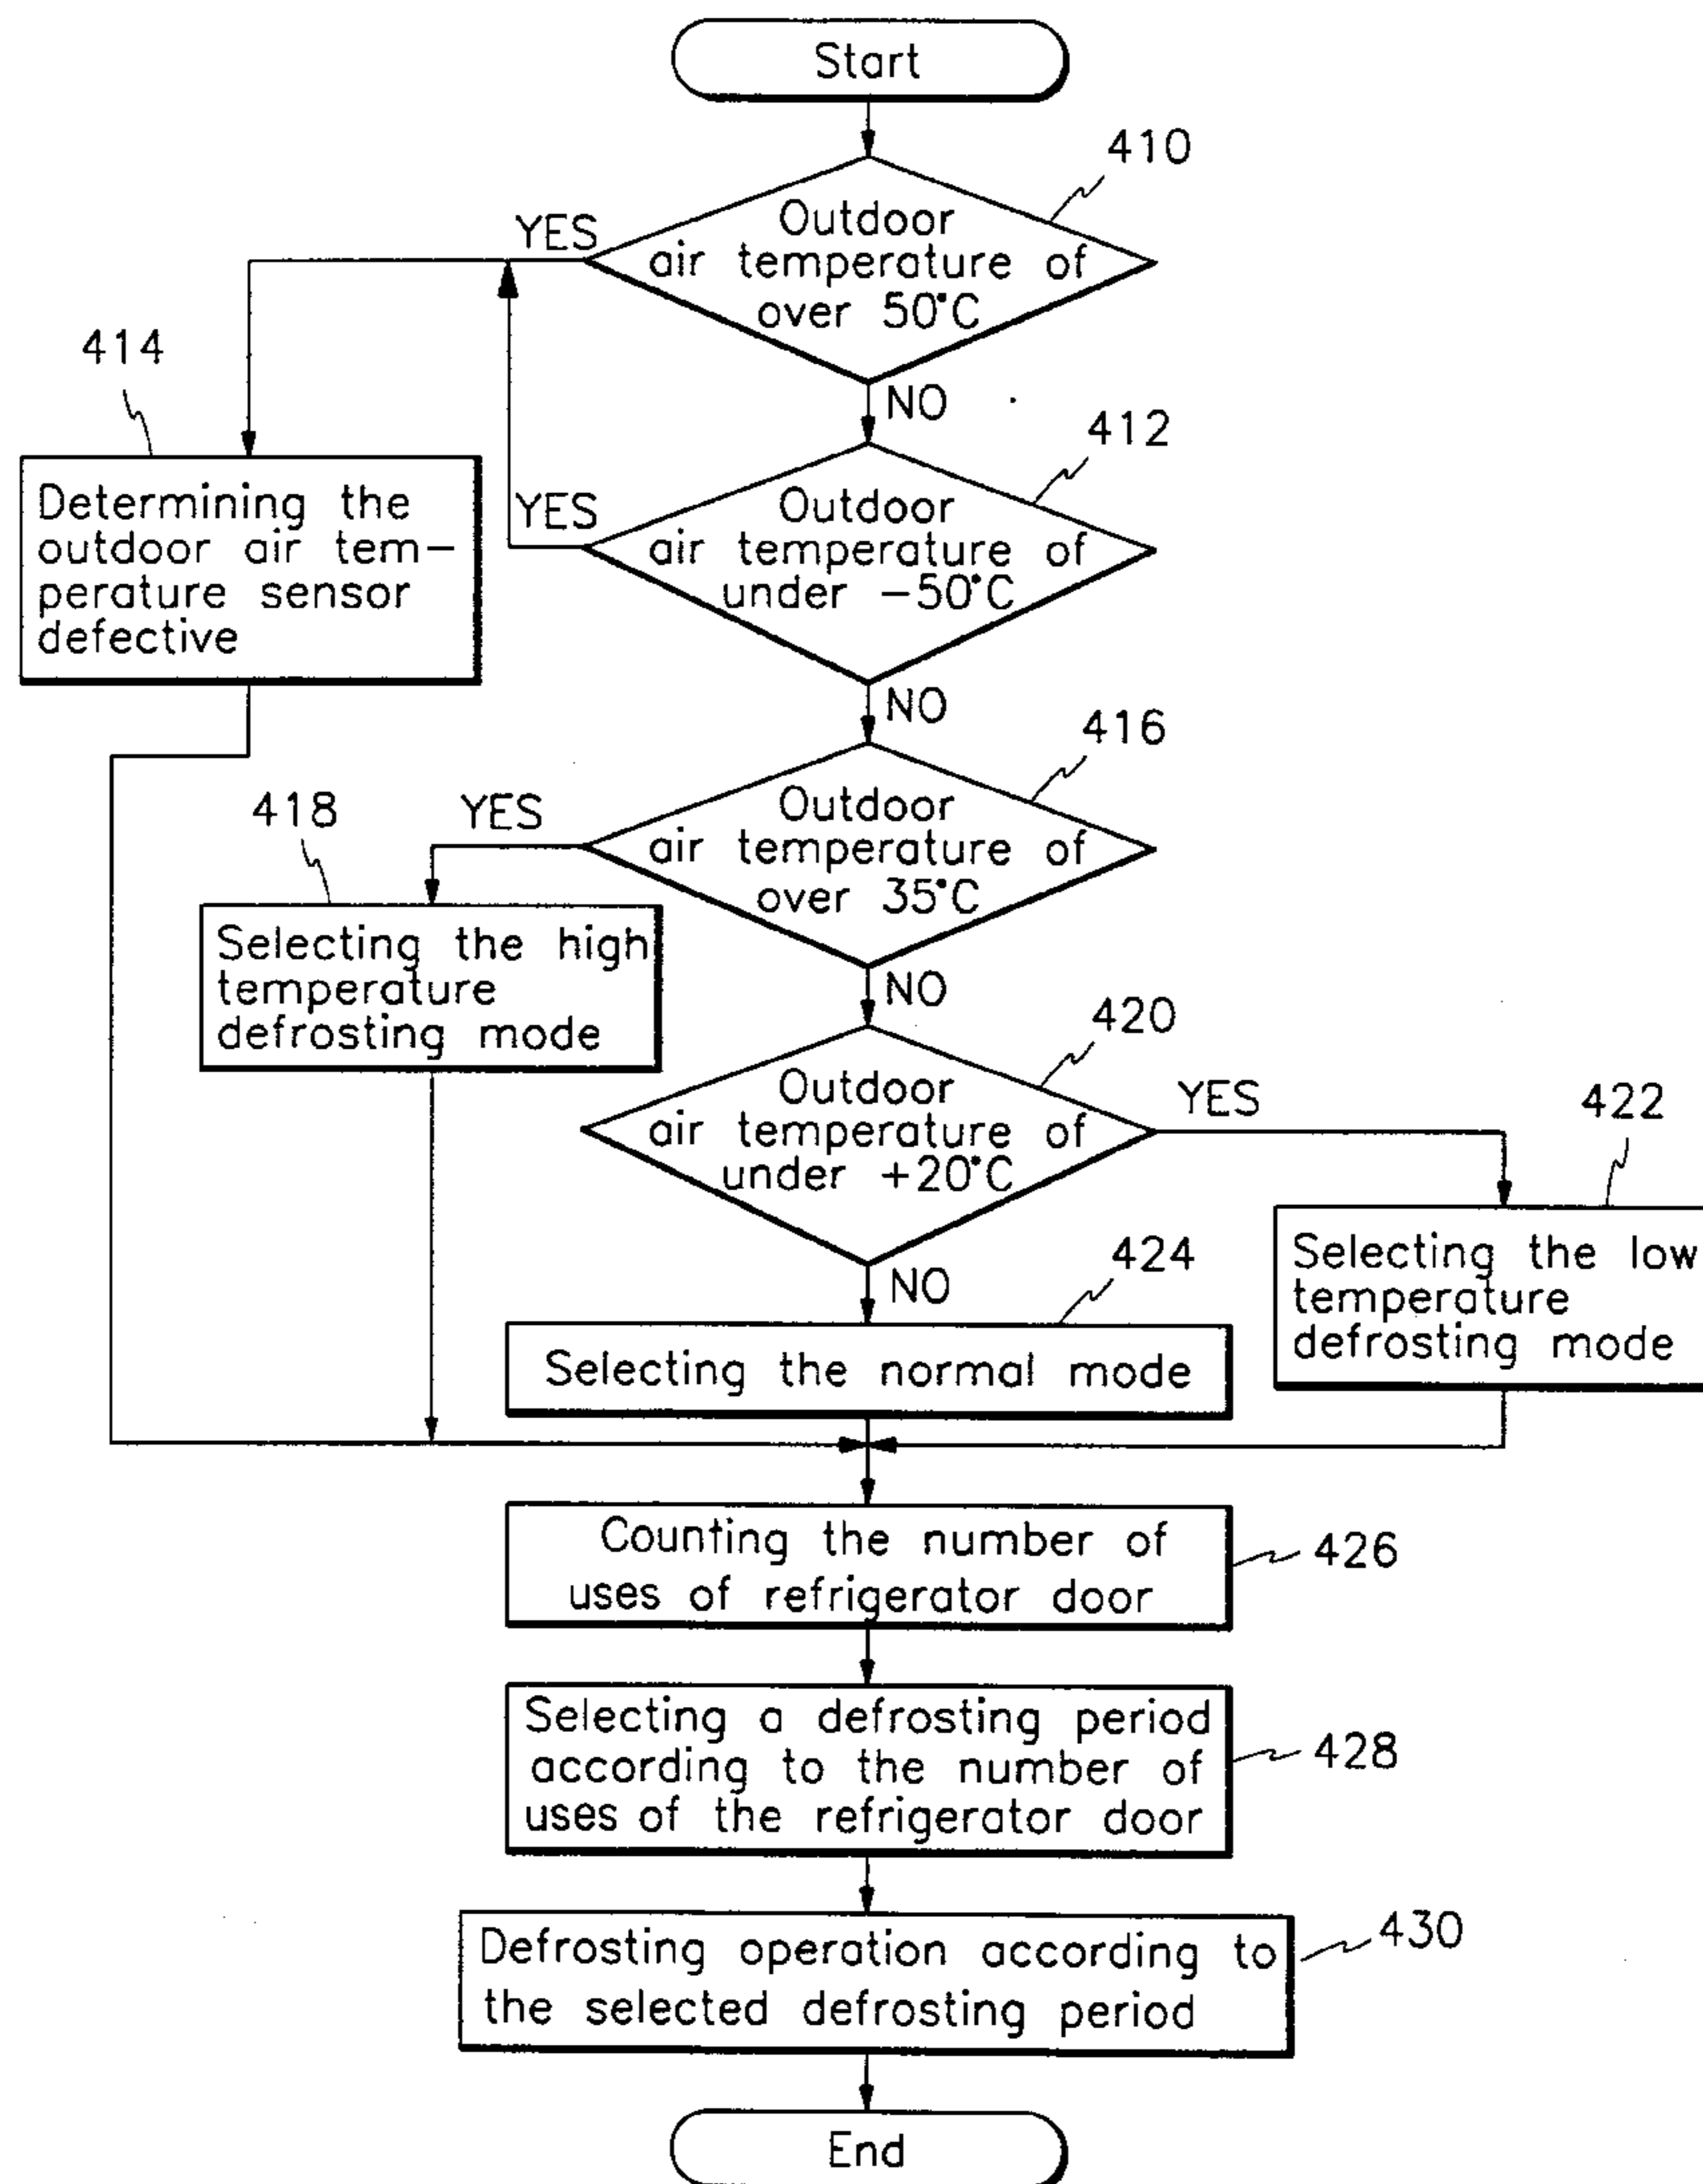 Start
410
Outdoor
air temperature of
over 50°C
YES
NO
414
Determining the
outdoor air tem-
perature sensor
defective
412
Outdoor
air temperature of
under -50°C
YES
NO
416
Outdoor
air temperature of
over 35°C
YES
NO
418
Selecting the high
temperature
defrosting mode
420
Outdoor
air temperature of
under +20°C
YES
NO
422
Selecting the low
temperature
defrosting mode
424
Selecting the normal mode
Counting the number of
uses of refrigerator door
426
Selecting a defrosting period
according to the number of
uses of the refrigerator door
428
Defrosting operation according to
the selected defrosting period
430
End